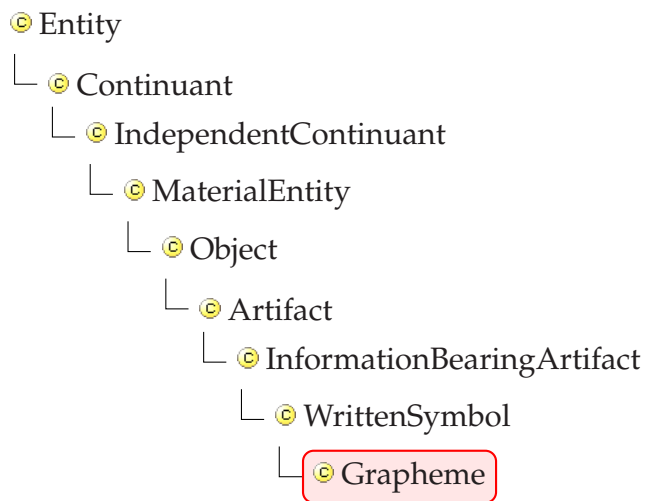 Entity
Continuant
IndependentContinuant
MaterialEntity
Object
Artifact
InformationBearingArtifact
WrittenSymbol
Grapheme